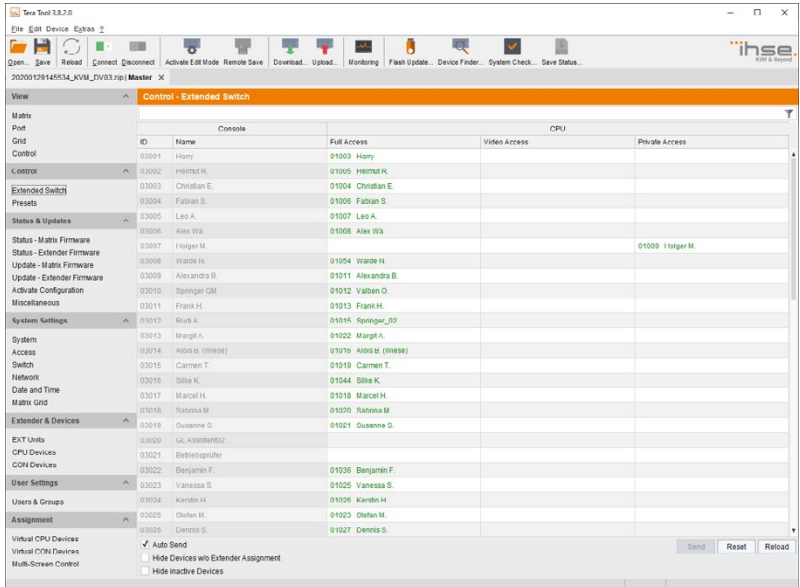 Tera Tool 3.8.2.0
File Edit Device Extras ?
Open... Save Reload Connect Disconnect Activate Edit Mode Remote Save Download... Upload... Monitoring Flash Update... Device Finder... System Check... Save Status...
ihse.
KVM & Beyond
20200129145534_KVM_DV03.zip | Master
View
Matrix
Port
Grid
Control
Control
Extended Switch
Presets
Status & Updates
Status - Matrix Firmware
Status - Extender Firmware
Update - Matrix Firmware
Update - Extender Firmware
Activate Configuration
Miscellaneous
System Settings
System
Access
Switch
Network
Date and Time
Matrix Grid
Extender & Devices
EXT Units
CPU Devices
CON Devices
User Settings
Users & Groups
Assignment
Virtual CPU Devices
Virtual CON Devices
Multi-Screen Control
Control - Extended Switch
Console CPU
ID Name Full Access Video Access Private Access
03001 Harry 01003 Harry
03002 Helmut R. 01005 Helmut R.
03003 Christian E. 01004 Christian E.
03004 Fabian S. 01006 Fabian S.
03005 Leo A. 01007 Leo A.
03006 Alex Wä. 01008 Alex Wä.
03007 Holger M. 01009 Holger M.
03008 Walde N. 01054 Walde N.
03009 Alexandra B. 01011 Alexandra B.
03010 Springer QM 01012 Valben O.
03011 Frank H. 01013 Frank H.
03012 Rudi A. 01015 Springer_02
03013 Margit A. 01022 Margit A.
03014 Alois B. (Wiese) 01016 Alois B. (Wiese)
03015 Carmen T. 01019 Carmen T.
03016 Silke K. 01044 Silke K.
03017 Marcel H. 01018 Marcel H.
03018 Sabrina M. 01020 Sabrina M.
03019 Susanne G. 01021 Susanne G.
03020 GL Assistent02
03021 Betriebsprüfer
03022 Benjamin F. 01036 Benjamin F.
03023 Vanessa S. 01025 Vanessa S.
03024 Kerstin H. 01026 Kerstin H.
03025 Stefan M. 01023 Stefan M.
03026 Dennis S. 01027 Dennis S.
Auto Send
Hide Devices w/o Extender Assignment
Hide Inactive Devices
Send Reset Reload